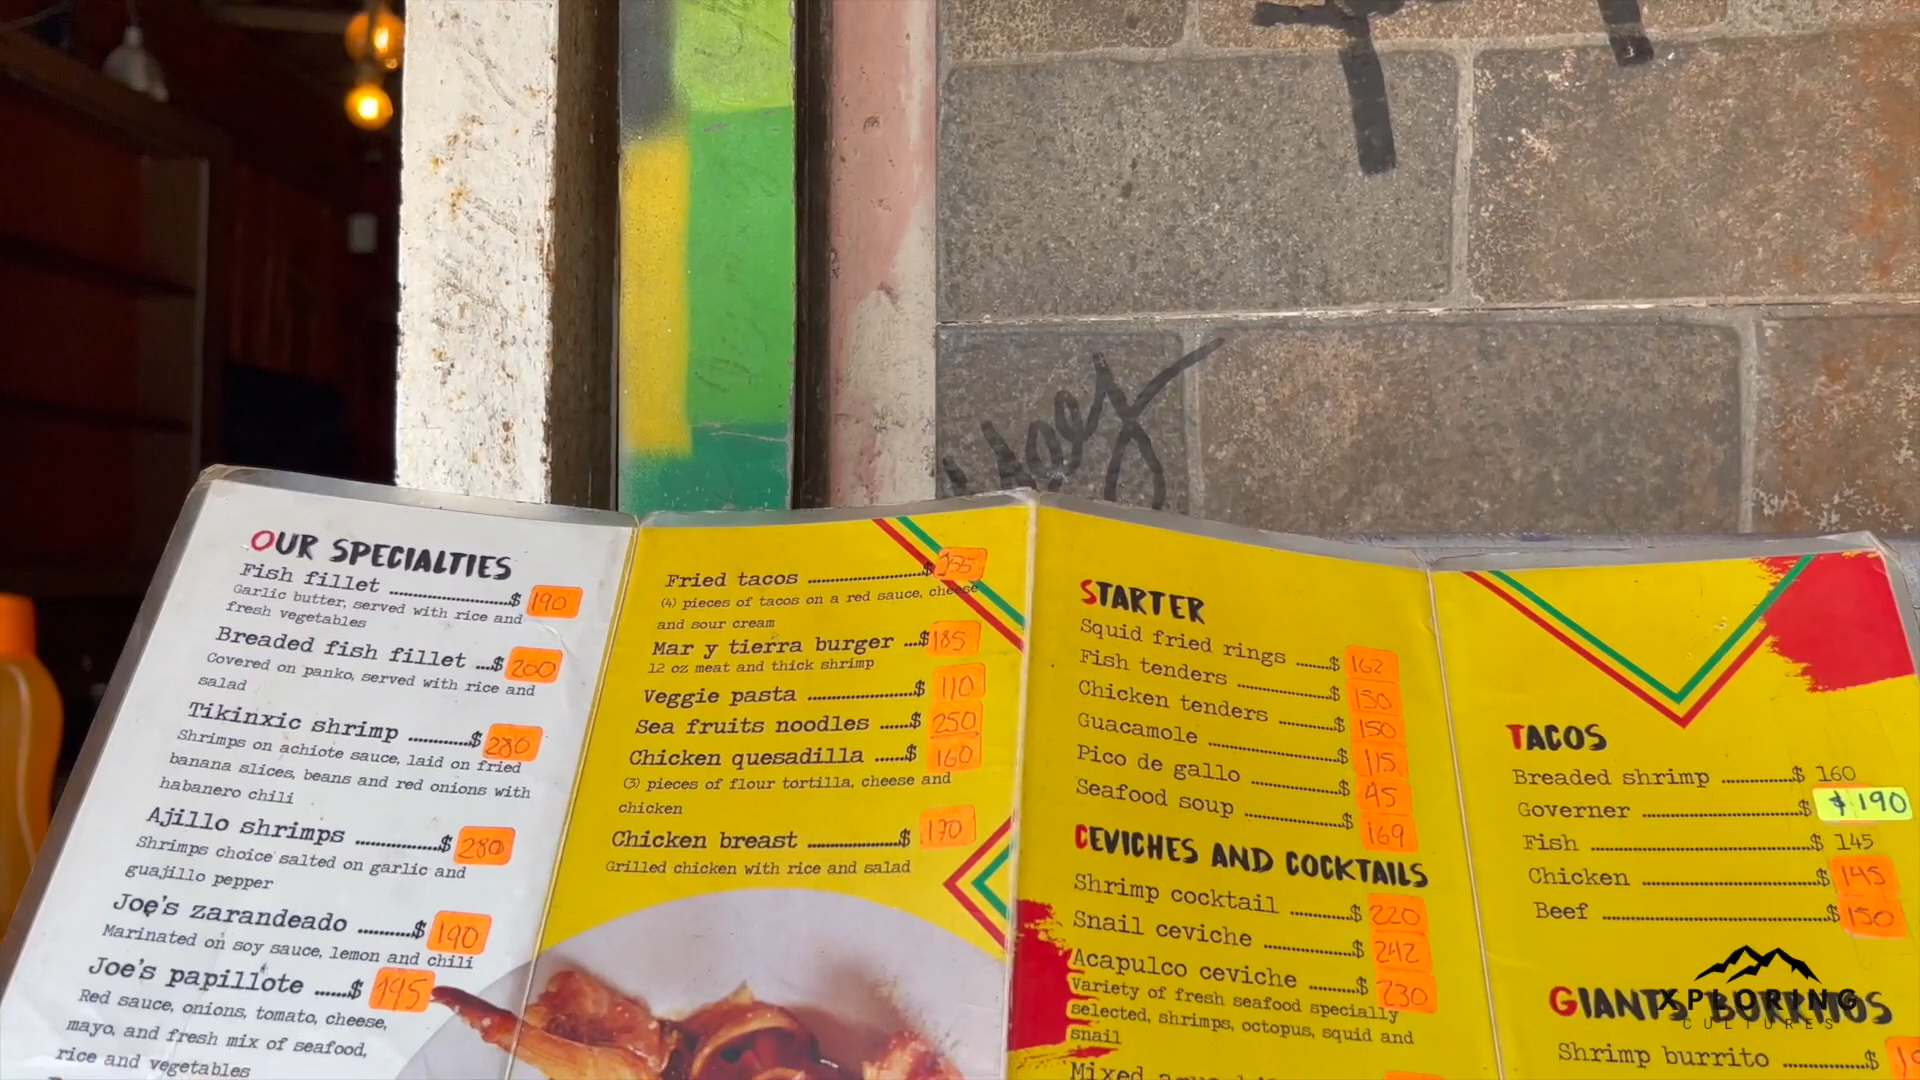 OUR SPECIALTIES
Fish fillet ........ $ 190
Garlic butter, served with rice and
fresh vegetables
Breaded fish fillet ...$ 200
Covered on panko, served with rice and
salad
Tikinxic shrimp ........ $ 280
Shrimps on achiote sauce, laid on fried
banana slices, beans and red onions with
habanero chili
Ajillo shrimps ........ $ 280
Shrimps choice salted on garlic and
guajillo pepper
Joe's zarandeado ........ $ 190
Marinated on soy sauce, lemon and chili
Joe's papillote ......$ 195
Red sauce, onions, tomato, cheese,
mayo, and fresh mix of seafood,
rice and vegetables
Fried tacos ........ $
(4) pieces of tacos on a red sauce, cheese
and sour cream
Mar y tierra burger ...$ 185
12 oz meat and thick shrimp
Veggie pasta ........ $ 110
Sea fruits noodles ......$ 250
Chicken quesadilla ......$ 160
(3) pieces of flour tortilla, cheese and
chicken
Chicken breast ........ $ 170
Grilled chicken with rice and salad
STARTER
Squid fried rings .......$ 162
Fish tenders ........ $ 150
Chicken tenders ........ $ 150
Guacamole ........ $ 115
Pico de gallo ........ $ 45
Seafood soup ........ $ 169
CEVICHES AND COCKTAILS
Shrimp cocktail ........ $ 220
Snail ceviche ........ $ 242
Acapulco ceviche ........ $ 230
Variety of fresh seafood specially
selected, shrimps, octopus, squid and
snail
Mixed
TACOS
Breaded shrimp ........ $ 160
Governer ........ $ $190
Fish ........ $ 145
Chicken ........ $ 145
Beef ........ $ 150
GIANTS BURRITOS
Shrimp burrito ........ $
XPLORING
CULTURES